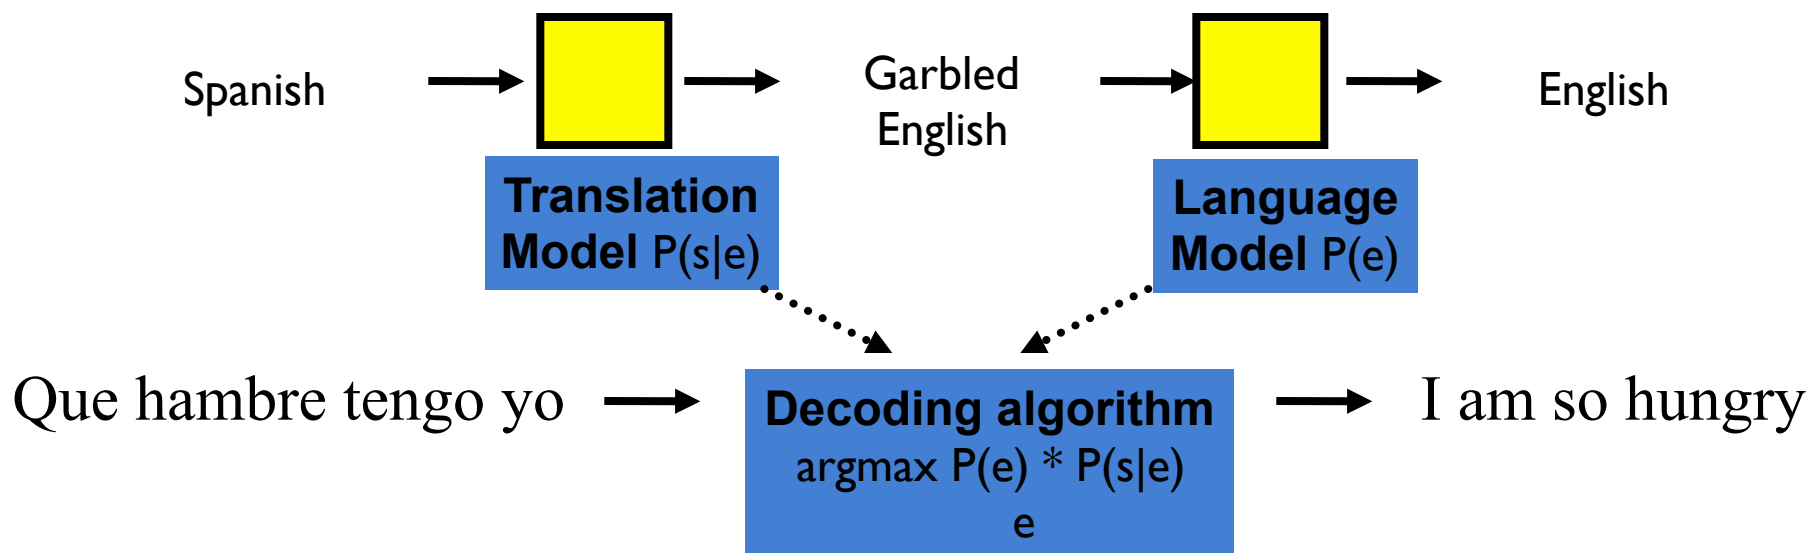 Spanish
Garbled
English
English
Translation
Model P(s|e)
Language
Model P(e)
Que hambre tengo yo
Decoding algorithm
argmax P(e) * P(s|e)
e
I am so hungry